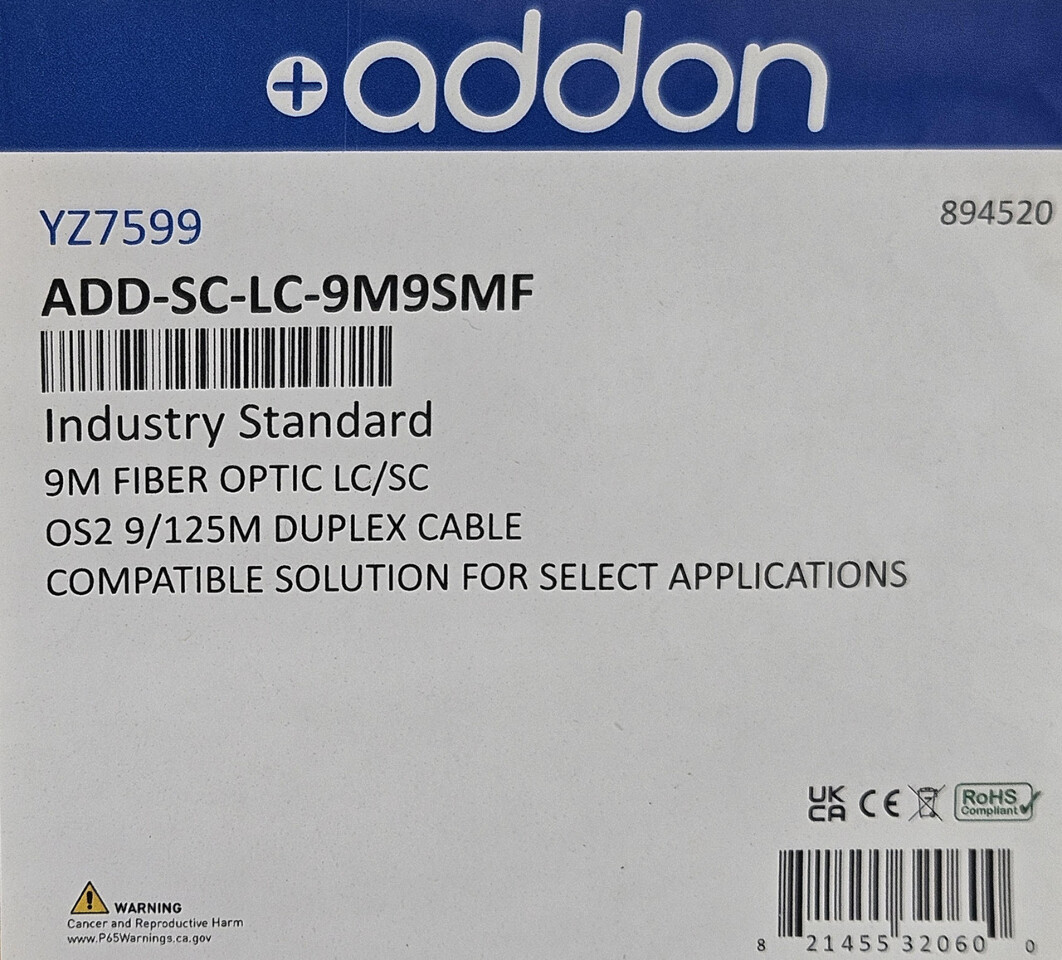 addon
YZ7599
894520
ADD-SC-LC-9M9SMF
Industry Standard
9M FIBER OPTIC LC/SC
OS2 9/125M DUPLEX CABLE
COMPATIBLE SOLUTION FOR SELECT APPLICATIONS
UK
CA
CE
RoHS
Compliant
WARNING
Cancer and Reproductive Harm
www.P65Warnings.ca.gov
8 21455 32060 0